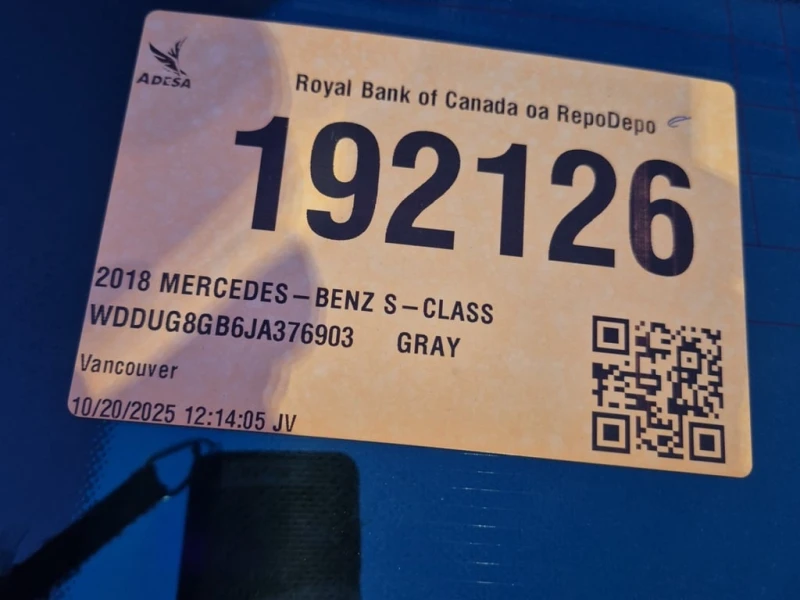 ADESA
Royal Bank of Canada oa RepoDepo
192126
2018 MERCEDES-BENZ S-CLASS
WDDUG8GB6JA376903 GRAY
Vancouver
10/20/2025 12:14:05 JV